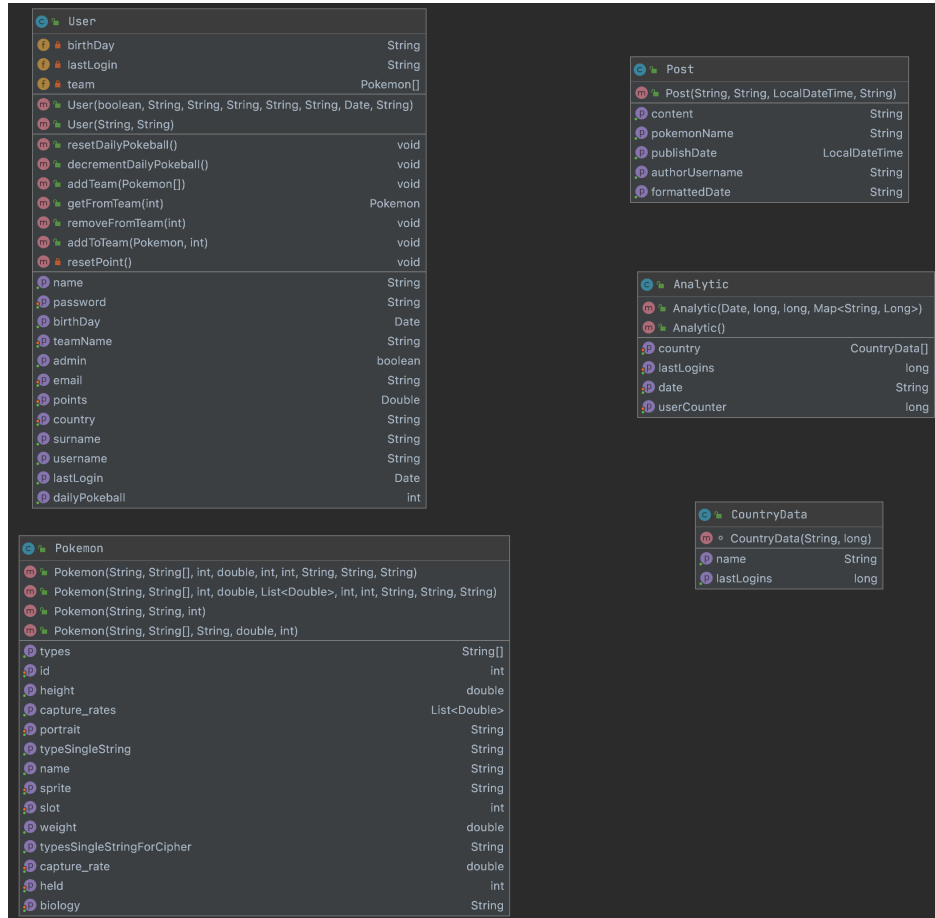 User
birthDay String
lastLogin String
team Pokemon[]
User(boolean, String, String, String, String, String, Date, String)
User(String, String)
resetDailyPokeball() void
decrementDailyPokeball() void
addTeam(Pokemon[]) void
getFromTeam(int) Pokemon
removeFromTeam(int) void
addToTeam(Pokemon, int) void
resetPoint() void
name String
password String
birthDay Date
teamName String
admin boolean
email String
points Double
country String
surname String
username String
lastLogin Date
dailyPokeball int
Pokemon
Pokemon(String, String[], int, double, int, int, String, String, String)
Pokemon(String, String[], int, double, List<Double>, int, int, String, String, String)
Pokemon(String, String, int)
Pokemon(String, String[], String, double, int)
types String[]
id int
height double
capture_rates List<Double>
portrait String
typeSingleString String
name String
sprite String
slot int
weight double
typesSingleStringForCipher String
capture_rate double
held int
biology String
Post
Post(String, String, LocalDateTime, String)
content String
pokemonName String
publishDate LocalDateTime
authorUsername String
formattedDate String
Analytic
Analytic(Date, long, long, Map<String, Long>)
Analytic()
country CountryData[]
lastLogins long
date String
userCounter long
CountryData
CountryData(String, long)
name String
lastLogins long